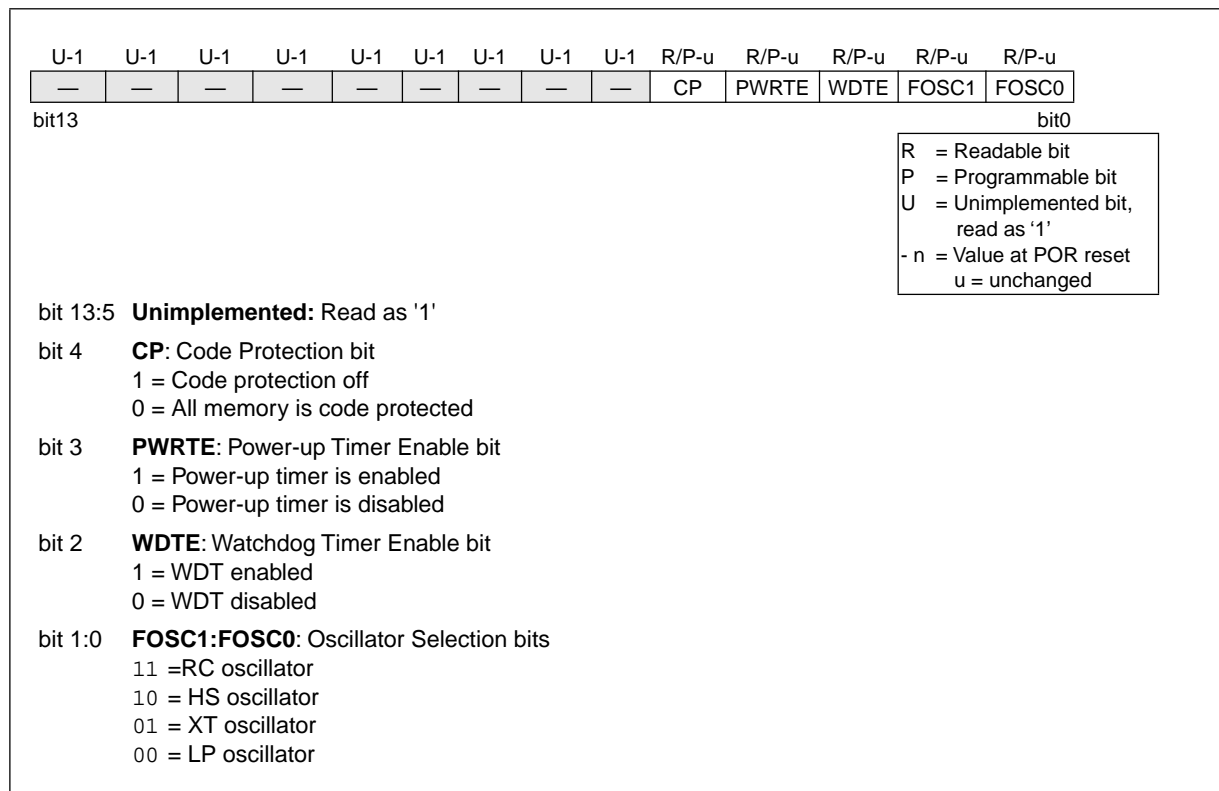 U-1 U-1 U-1 U-1 U-1 U-1 U-1 U-1 U-1 R/P-u R/P-u R/P-u R/P-u R/P-u
— — — — — — — — — CP PWRTE WDTE FOSC1 FOSC0
bit13 bit0
R = Readable bit
P = Programmable bit
U = Unimplemented bit,
read as ‘1’
- n = Value at POR reset
u = unchanged
bit 13:5 Unimplemented: Read as '1'
bit 4 CP: Code Protection bit
1 = Code protection off
0 = All memory is code protected
bit 3 PWRTE: Power-up Timer Enable bit
1 = Power-up timer is enabled
0 = Power-up timer is disabled
bit 2 WDTE: Watchdog Timer Enable bit
1 = WDT enabled
0 = WDT disabled
bit 1:0 FOSC1:FOSC0: Oscillator Selection bits
11 =RC oscillator
10 = HS oscillator
01 = XT oscillator
00 = LP oscillator